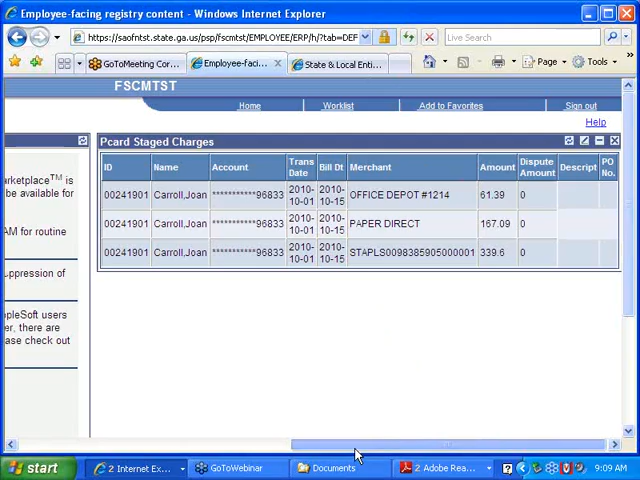 Employee-facing registry content - Windows Internet Explorer
https://saofntst.state.ga.us/psp/fscmtst/EMPLOYEE/ERP/h/?tab=DEF
Live Search
GoToMeeting Cor...
Employee-faci...
State & Local Enti...
Page
Tools
FSCMTST
Home
Worklist
Add to Favorites
Sign out
Help
Pcard Staged Charges
ID Name Account Trans Date Bill Dt Merchant Amount Dispute Amount Descript PO No.
00241901 Carroll,Joan ************96833 2010-10-01 2010-10-15 OFFICE DEPOT #1214 61.39 0
00241901 Carroll,Joan ************96833 2010-10-01 2010-10-15 PAPER DIRECT 167.09 0
00241901 Carroll,Joan ************96833 2010-10-01 2010-10-15 STAPLS0098385905000001 339.6 0
arketplace™ is
be available for
AM for routine
uppression of
opleSoft users
er, there are
ase check out
start
2 Internet Ex...
GoToWebinar
Documents
2 Adobe Rea...
9:09 AM